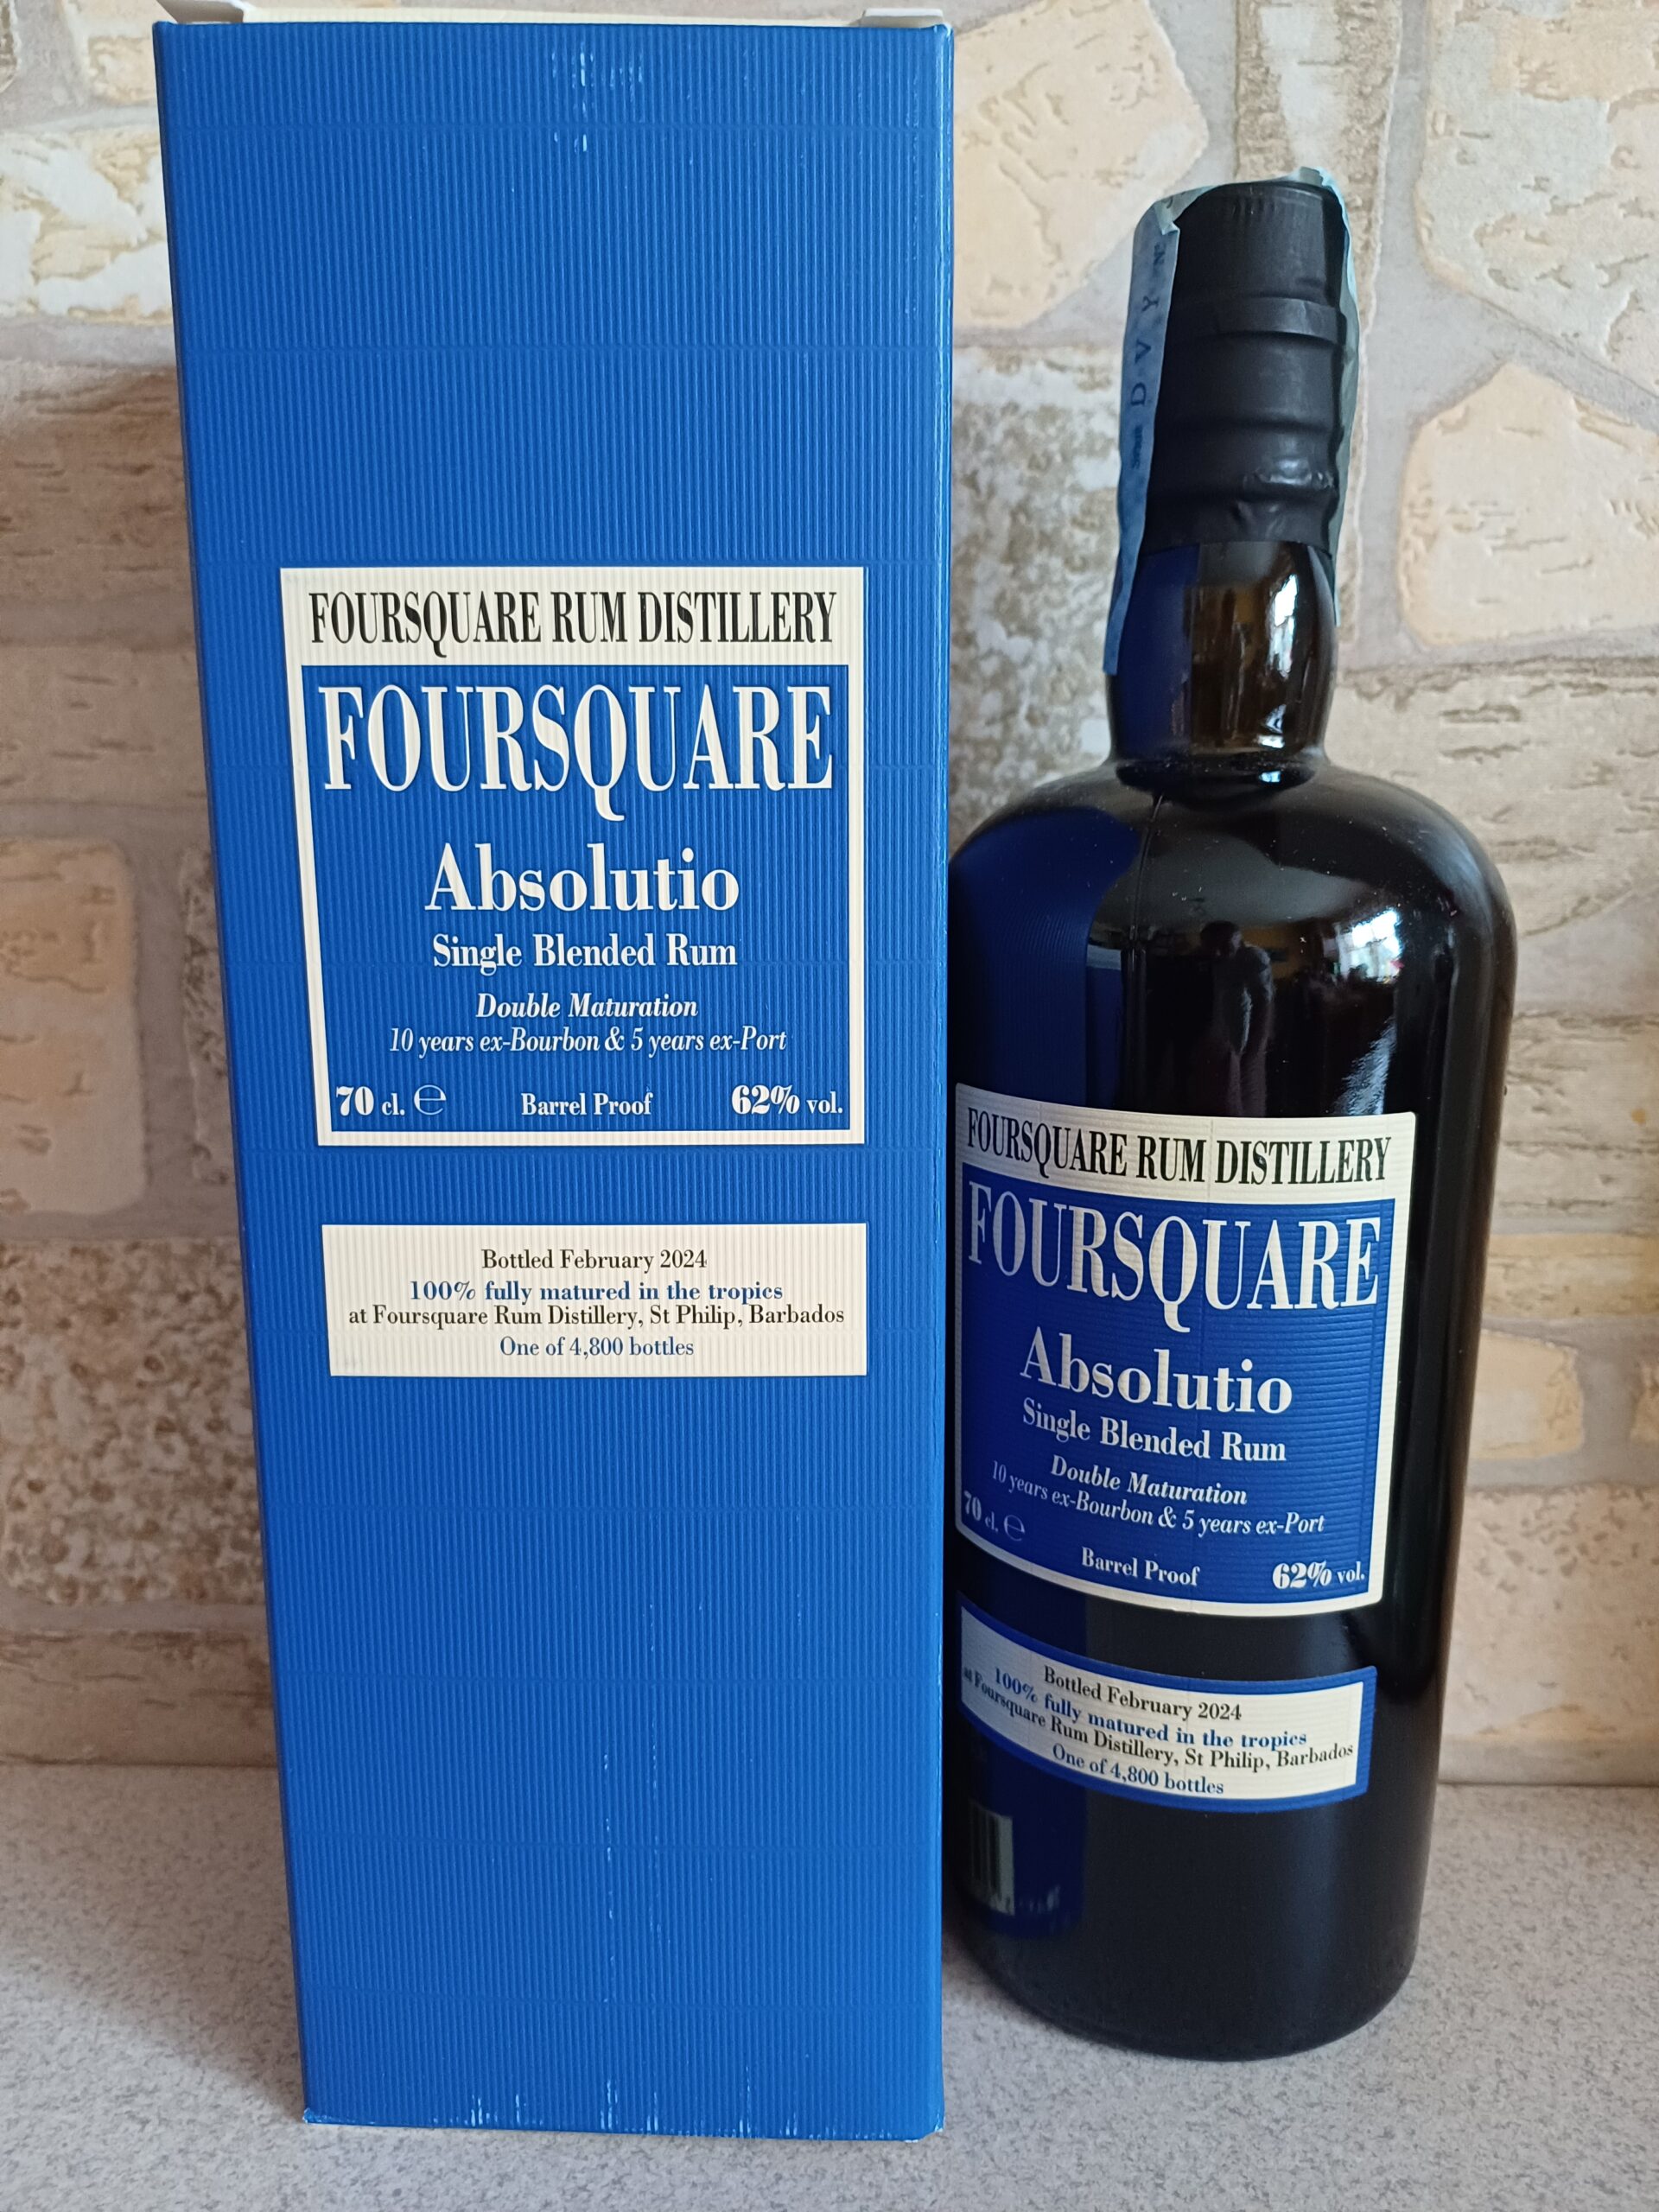 FOURSQUARE RUM DISTILLERY
FOURSQUARE
Absolutio
Single Blended Rum
Double Maturation
10 years ex-Bourbon & 5 years ex-Port
70 cl. ℮ Barrel Proof 62% vol.
Bottled February 2024
100% fully matured in the tropics
at Foursquare Rum Distillery, St Philip, Barbados
One of 4,800 bottles
FOURSQUARE RUM DISTILLERY
FOURSQUARE
Absolutio
Single Blended Rum
Double Maturation
10 years ex-Bourbon & 5 years ex-Port
70 cl. ℮ Barrel Proof 62% vol.
Bottled February 2024
100% fully matured in the tropics
at Foursquare Rum Distillery, St Philip, Barbados
One of 4,800 bottles